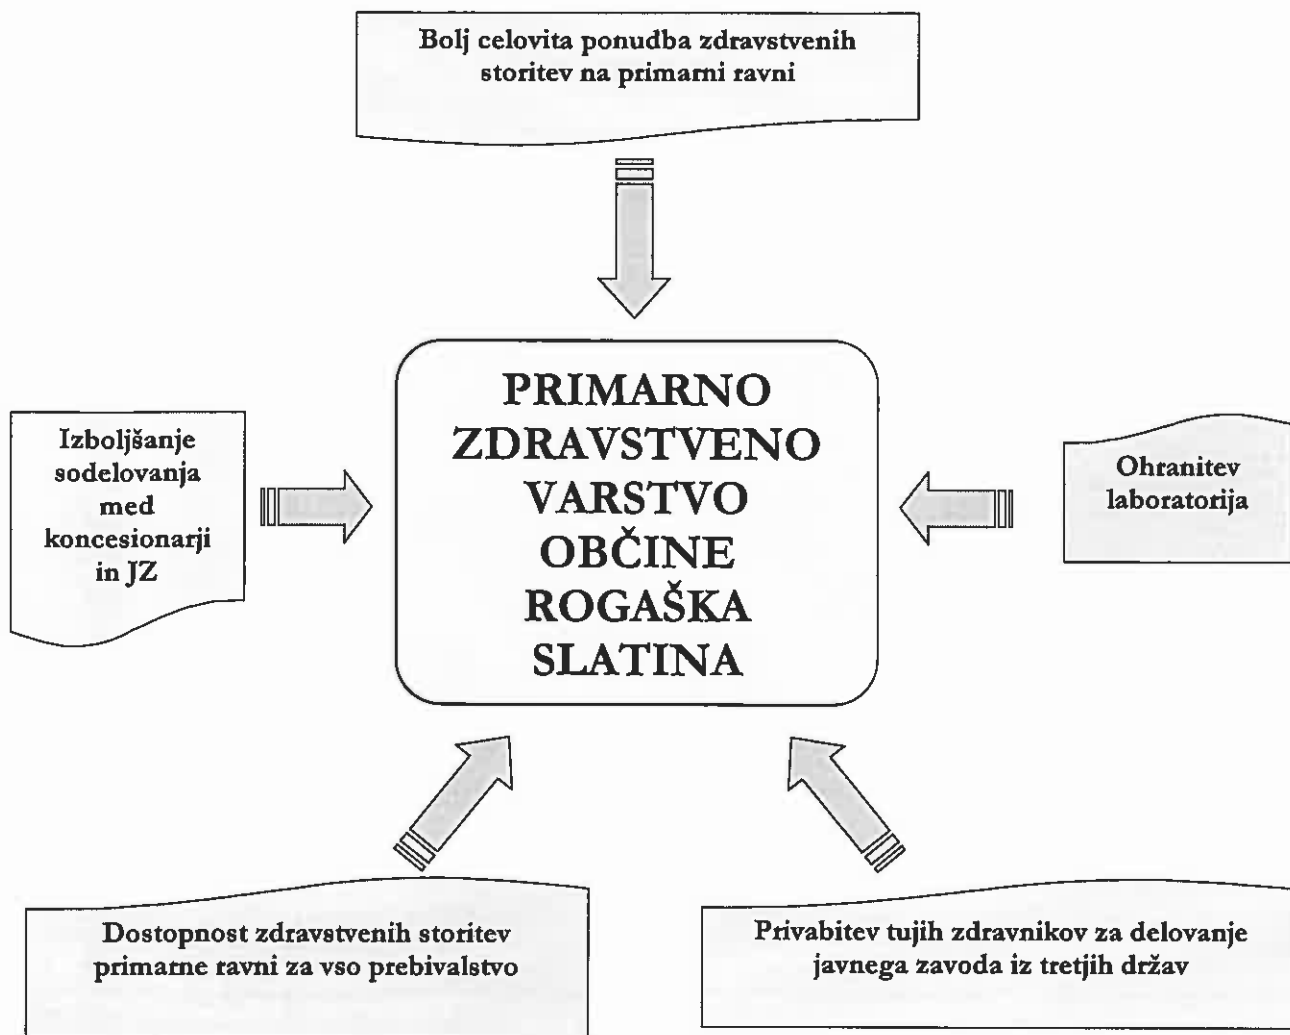 Bolj celovita ponudba zdravstvenih
storitev na primarni ravni
PRIMARNO
ZDRAVSTVENO
VARSTVO
OBČINE
ROGAŠKA
SLATINA
Izboljšanje
sodelovanja
med
koncesionarji
in JZ
Ohranitev
laboratorija
Dostopnost zdravstvenih storitev
primarne ravni za vso prebivalstvo
Privabitev tujih zdravnikov za delovanje
javnega zavoda iz tretjih držav